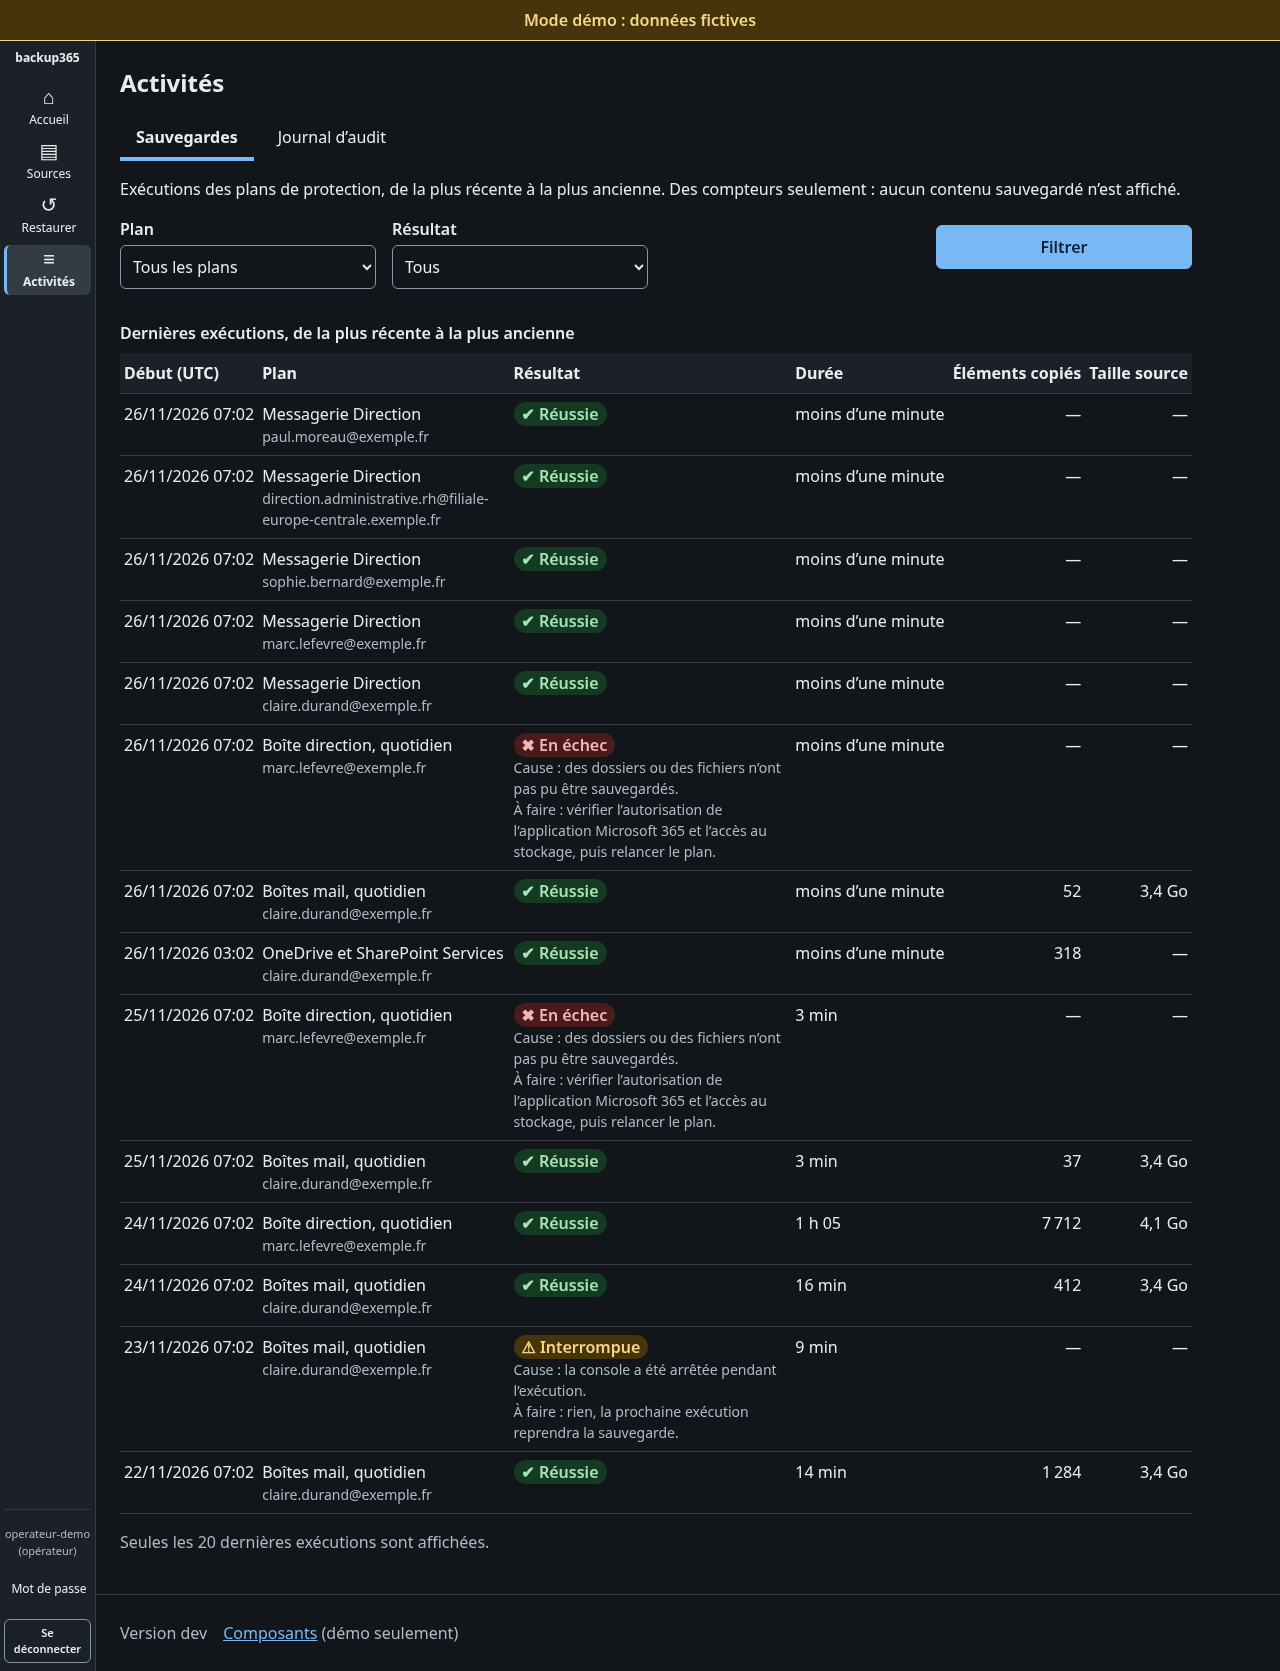 Mode démo : données fictives
backup365
Accueil
Sources
Restaurer
Activités
operateur-demo
(opérateur)
Mot de passe
Se
déconnecter
Activités
Sauvegardes Journal d’audit
Exécutions des plans de protection, de la plus récente à la plus ancienne. Des compteurs seulement : aucun contenu sauvegardé n’est affiché.
Plan Résultat
Tous les plans Tous Filtrer
Dernières exécutions, de la plus récente à la plus ancienne
Début (UTC) Plan Résultat Durée Éléments copiés Taille source
26/11/2026 07:02 Messagerie Direction ✔ Réussie moins d’une minute — —
paul.moreau@exemple.fr
26/11/2026 07:02 Messagerie Direction ✔ Réussie moins d’une minute — —
direction.administrative.rh@filiale-
europe-centrale.exemple.fr
26/11/2026 07:02 Messagerie Direction ✔ Réussie moins d’une minute — —
sophie.bernard@exemple.fr
26/11/2026 07:02 Messagerie Direction ✔ Réussie moins d’une minute — —
marc.lefevre@exemple.fr
26/11/2026 07:02 Messagerie Direction ✔ Réussie moins d’une minute — —
claire.durand@exemple.fr
26/11/2026 07:02 Boîte direction, quotidien ✖ En échec moins d’une minute — —
marc.lefevre@exemple.fr Cause : des dossiers ou des fichiers n’ont
pas pu être sauvegardés.
À faire : vérifier l’autorisation de
l’application Microsoft 365 et l’accès au
stockage, puis relancer le plan.
26/11/2026 07:02 Boîtes mail, quotidien ✔ Réussie moins d’une minute 52 3,4 Go
claire.durand@exemple.fr
26/11/2026 03:02 OneDrive et SharePoint Services ✔ Réussie moins d’une minute 318 —
claire.durand@exemple.fr
25/11/2026 07:02 Boîte direction, quotidien ✖ En échec 3 min — —
marc.lefevre@exemple.fr Cause : des dossiers ou des fichiers n’ont
pas pu être sauvegardés.
À faire : vérifier l’autorisation de
l’application Microsoft 365 et l’accès au
stockage, puis relancer le plan.
25/11/2026 07:02 Boîtes mail, quotidien ✔ Réussie 3 min 37 3,4 Go
claire.durand@exemple.fr
24/11/2026 07:02 Boîte direction, quotidien ✔ Réussie 1 h 05 7 712 4,1 Go
marc.lefevre@exemple.fr
24/11/2026 07:02 Boîtes mail, quotidien ✔ Réussie 16 min 412 3,4 Go
claire.durand@exemple.fr
23/11/2026 07:02 Boîtes mail, quotidien ⚠ Interrompue 9 min — —
claire.durand@exemple.fr Cause : la console a été arrêtée pendant
l’exécution.
À faire : rien, la prochaine exécution
reprendra la sauvegarde.
22/11/2026 07:02 Boîtes mail, quotidien ✔ Réussie 14 min 1 284 3,4 Go
claire.durand@exemple.fr
Seules les 20 dernières exécutions sont affichées.
Version dev Composants (démo seulement)